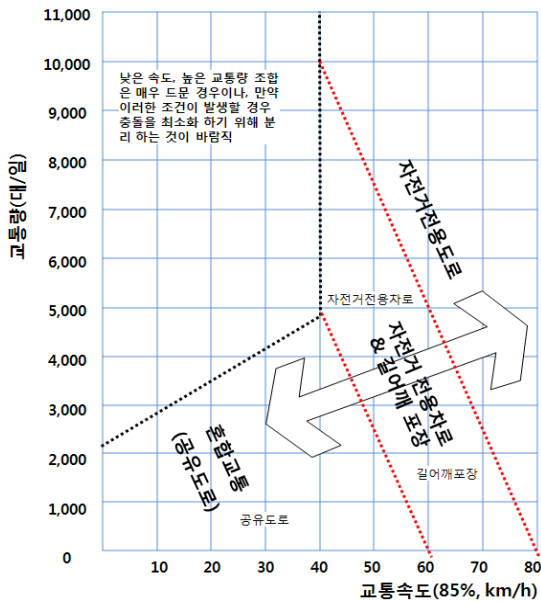 11,000
10,000
9,000
8,000
7,000
6,000
5,000
4,000
3,000
2,000
1,000
0
교통량(대/일)
낮은 속도, 높은 교통량 조합
은 매우 드문 경우이나, 만약
이러한 조건이 발생할 경우
충돌을 최소화 하기 위해 분
리 하는 것이 바람직
자전거전용도로
자전거전용차로
자전거 전용차로
& 길어깨 포장
혼합교통
(공유도로)
길어깨포장
공유도로
10 20 30 40 50 60 70 80
교통속도(85%, km/h)